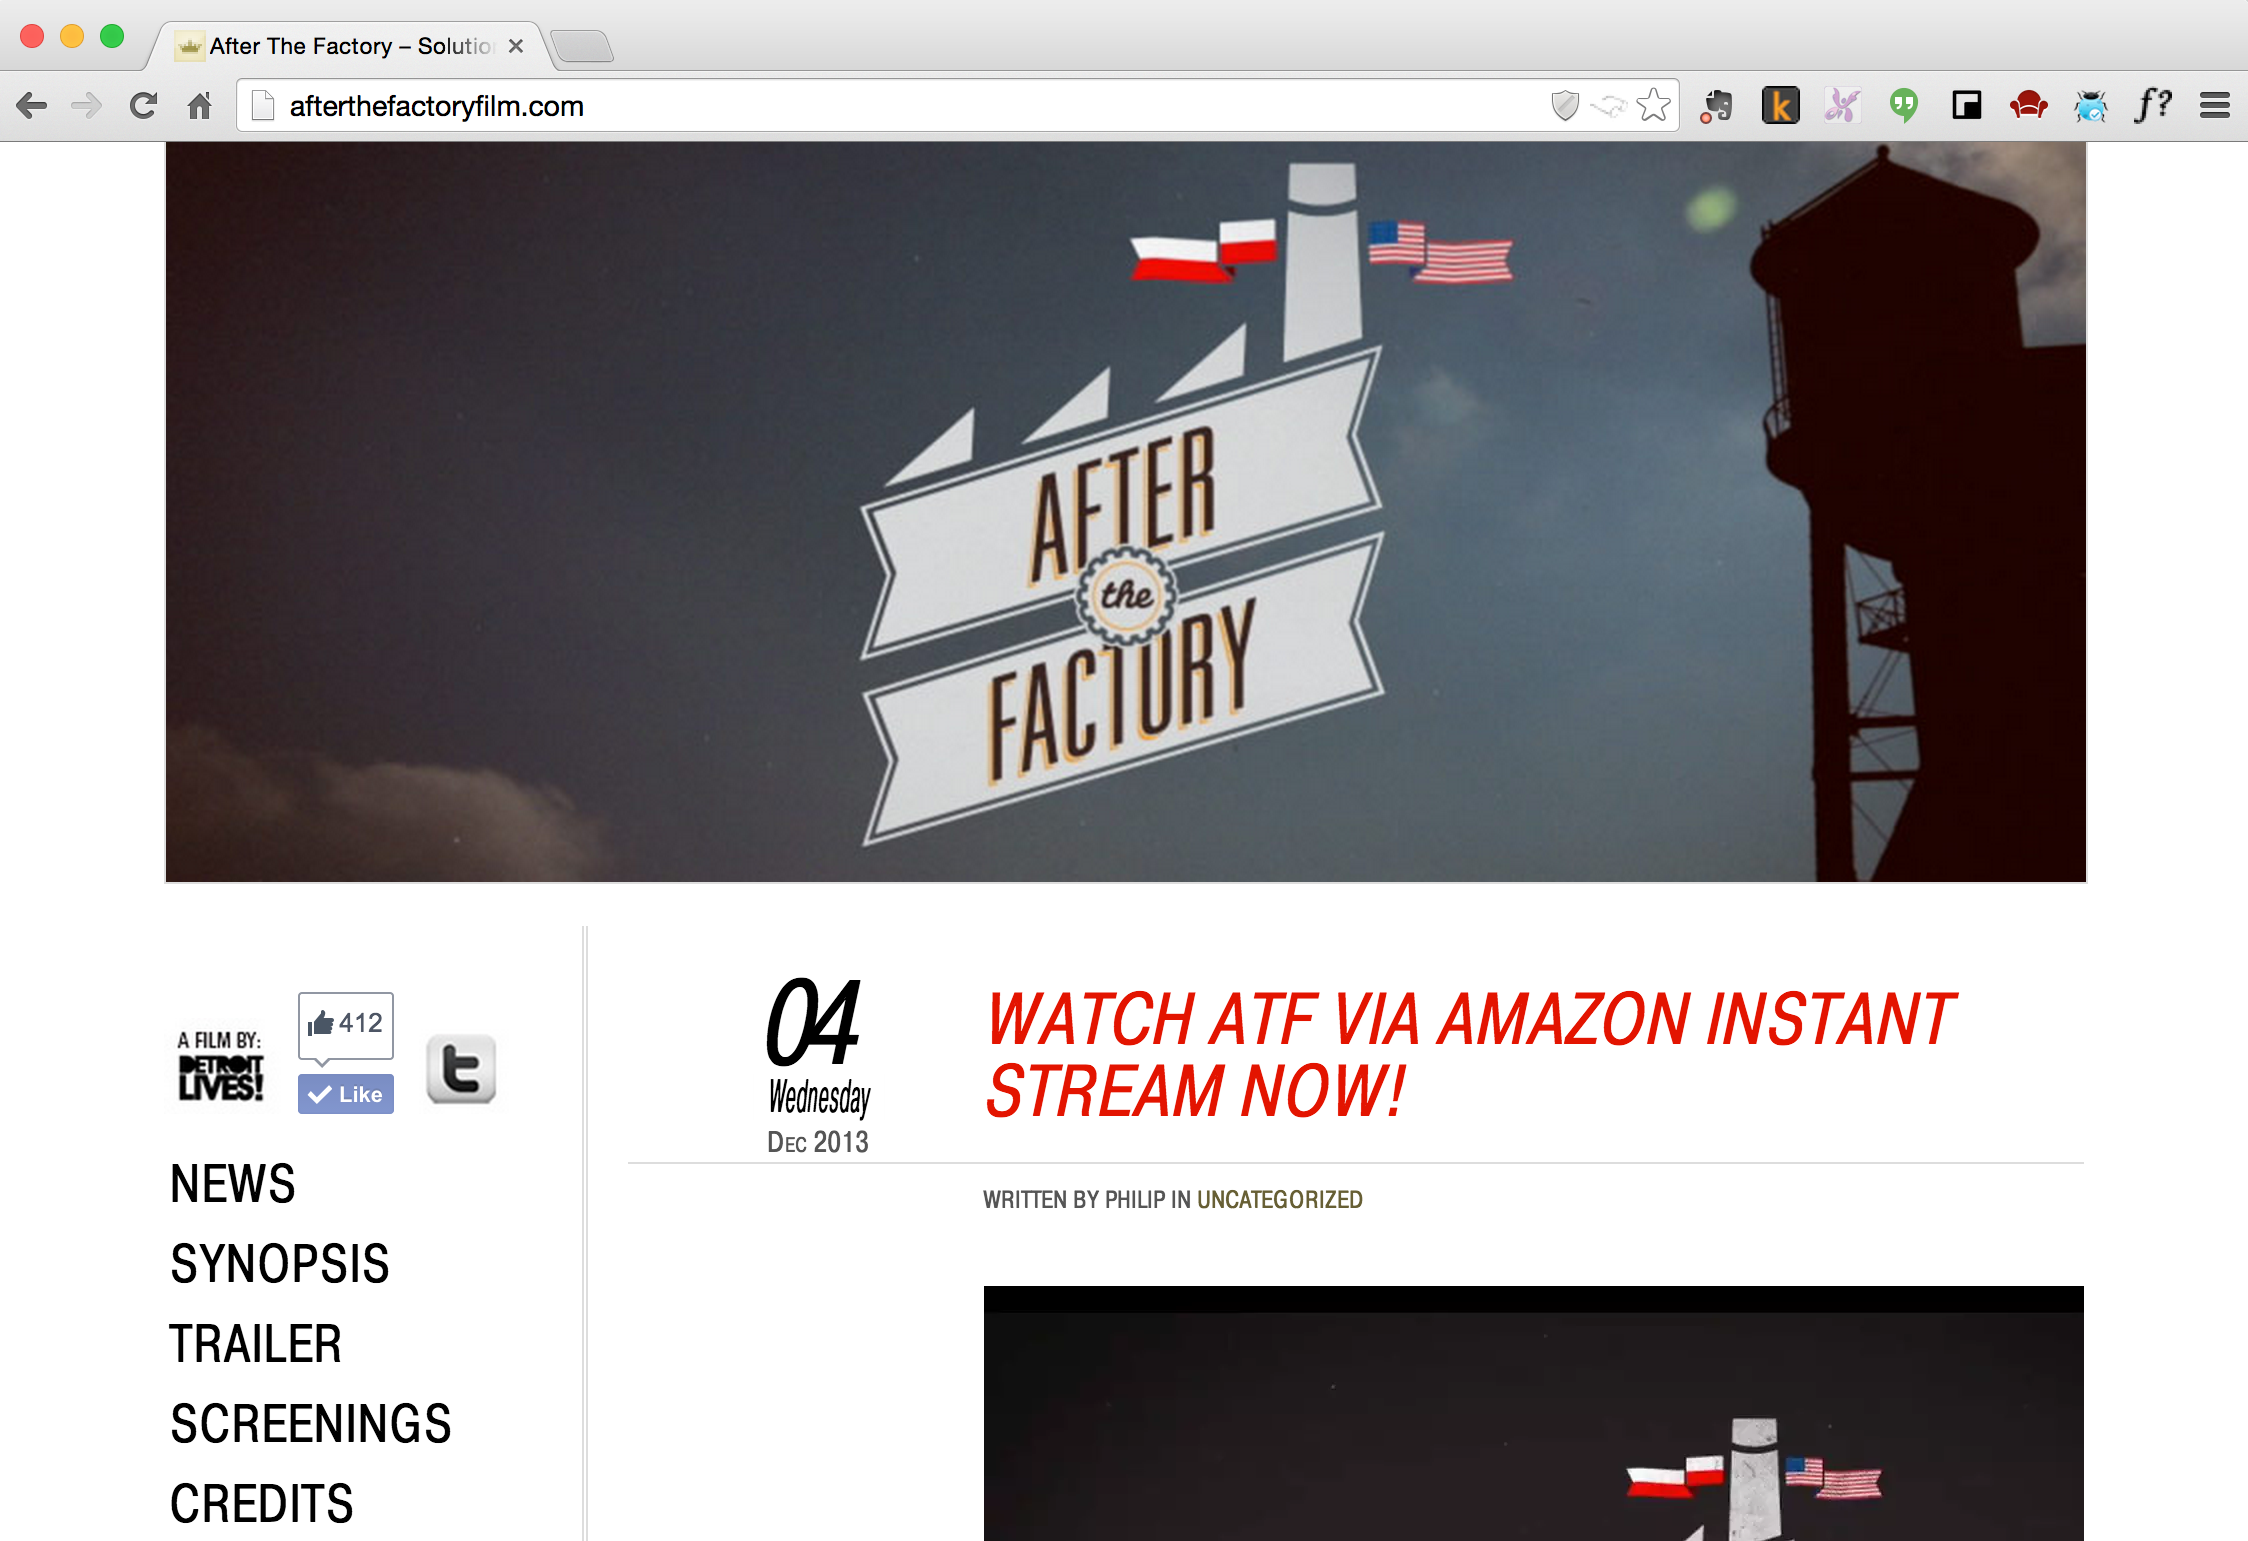 After The Factory – Solutio
afterthefactoryfilm.com
AFTER
the
FACTORY
A FILM BY:
DETROIT
LIVES!
412
Like
04
Wednesday
Dec 2013
WATCH ATF VIA AMAZON INSTANT
STREAM NOW!
WRITTEN BY PHILIP IN UNCATEGORIZED
NEWS
SYNOPSIS
TRAILER
SCREENINGS
CREDITS